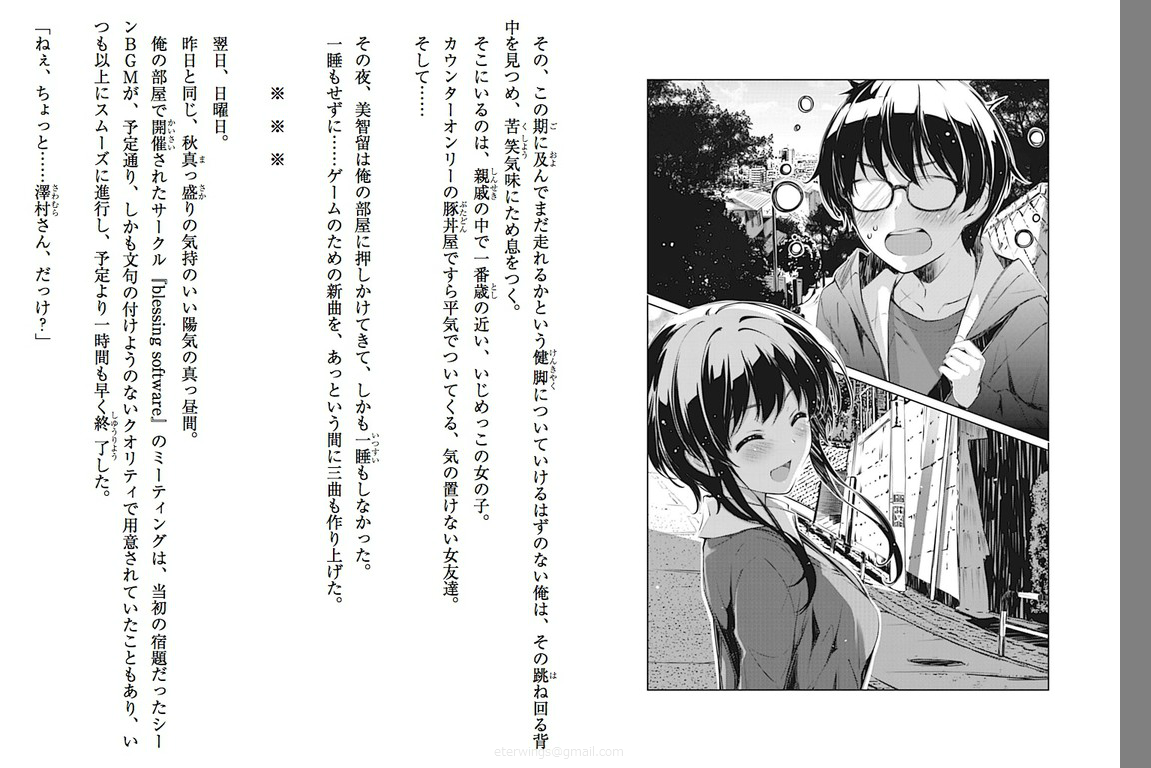 その、この期に及んでまだ走れるかという健脚についていけるはずのない俺は、その跳ね回る背
中を見つめ、苦笑気味にため息をつく。
そこにいるのは、親戚の中で一番歳の近い、いじめっこの女の子。
カウンターオンリーの豚丼屋ですら平気でついてくる、気の置けない女友達。
そして……
その夜、美智留は俺の部屋に押しかけてきて、しかも一睡もしなかった。
一睡もせずに……ゲームのための新曲を、あっという間に三曲も作り上げた。
※　※　※
翌日、日曜日。
昨日と同じ、秋真っ盛りの気持のいい陽気の真っ昼間。
俺の部屋で開催されたサークル『blessing software』のミーティングは、当初の宿題だったシー
ンＢＧＭが、予定通り、しかも文句の付けようのないクオリティで用意されていたこともあり、い
つも以上にスムーズに進行し、予定より一時間も早く終了した。
「ねぇ、ちょっと……澤村さん、だっけ？」
eterwings@gmail.com